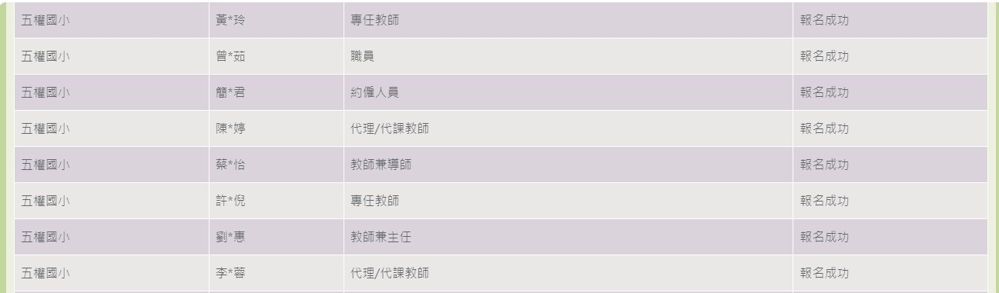 五權國小 黃*玲 專任教師 報名成功
五權國小 曾*茹 職員 報名成功
五權國小 簡*君 約僱人員 報名成功
五權國小 陳*婷 代理/代課教師 報名成功
五權國小 蔡*怡 教師兼導師 報名成功
五權國小 許*倪 專任教師 報名成功
五權國小 劉*惠 教師兼主任 報名成功
五權國小 李*蓉 代理/代課教師 報名成功